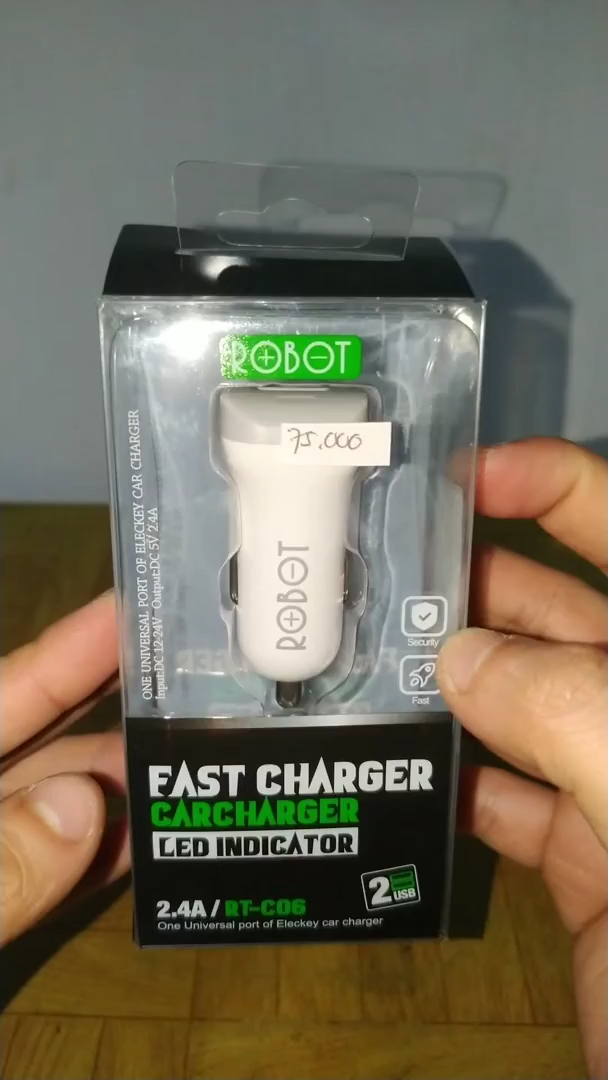 ROBOT
75.000
ONE UNIVERSAL PORT OF ELECKEY CAR CHARGER
Input:DC 12-24V Output:DC 5V 2.4A
ROBOT
Security
Fast
FAST CHARGER
CARCHARGER
LED INDICATOR
2 USB
2.4A / RT-C06
One Universal port of Eleckey car charger